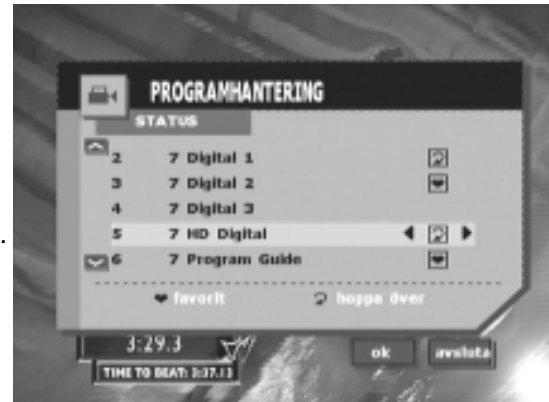 PROGRAMHANTERING
STATUS
2 7 Digital 1
3 7 Digital 2
4 7 Digital 3
5 7 HD Digital
6 7 Program Guide
favorit hoppa över
3:29.3 ok avsluta
TIME TO BEAT: 3:37.13
.